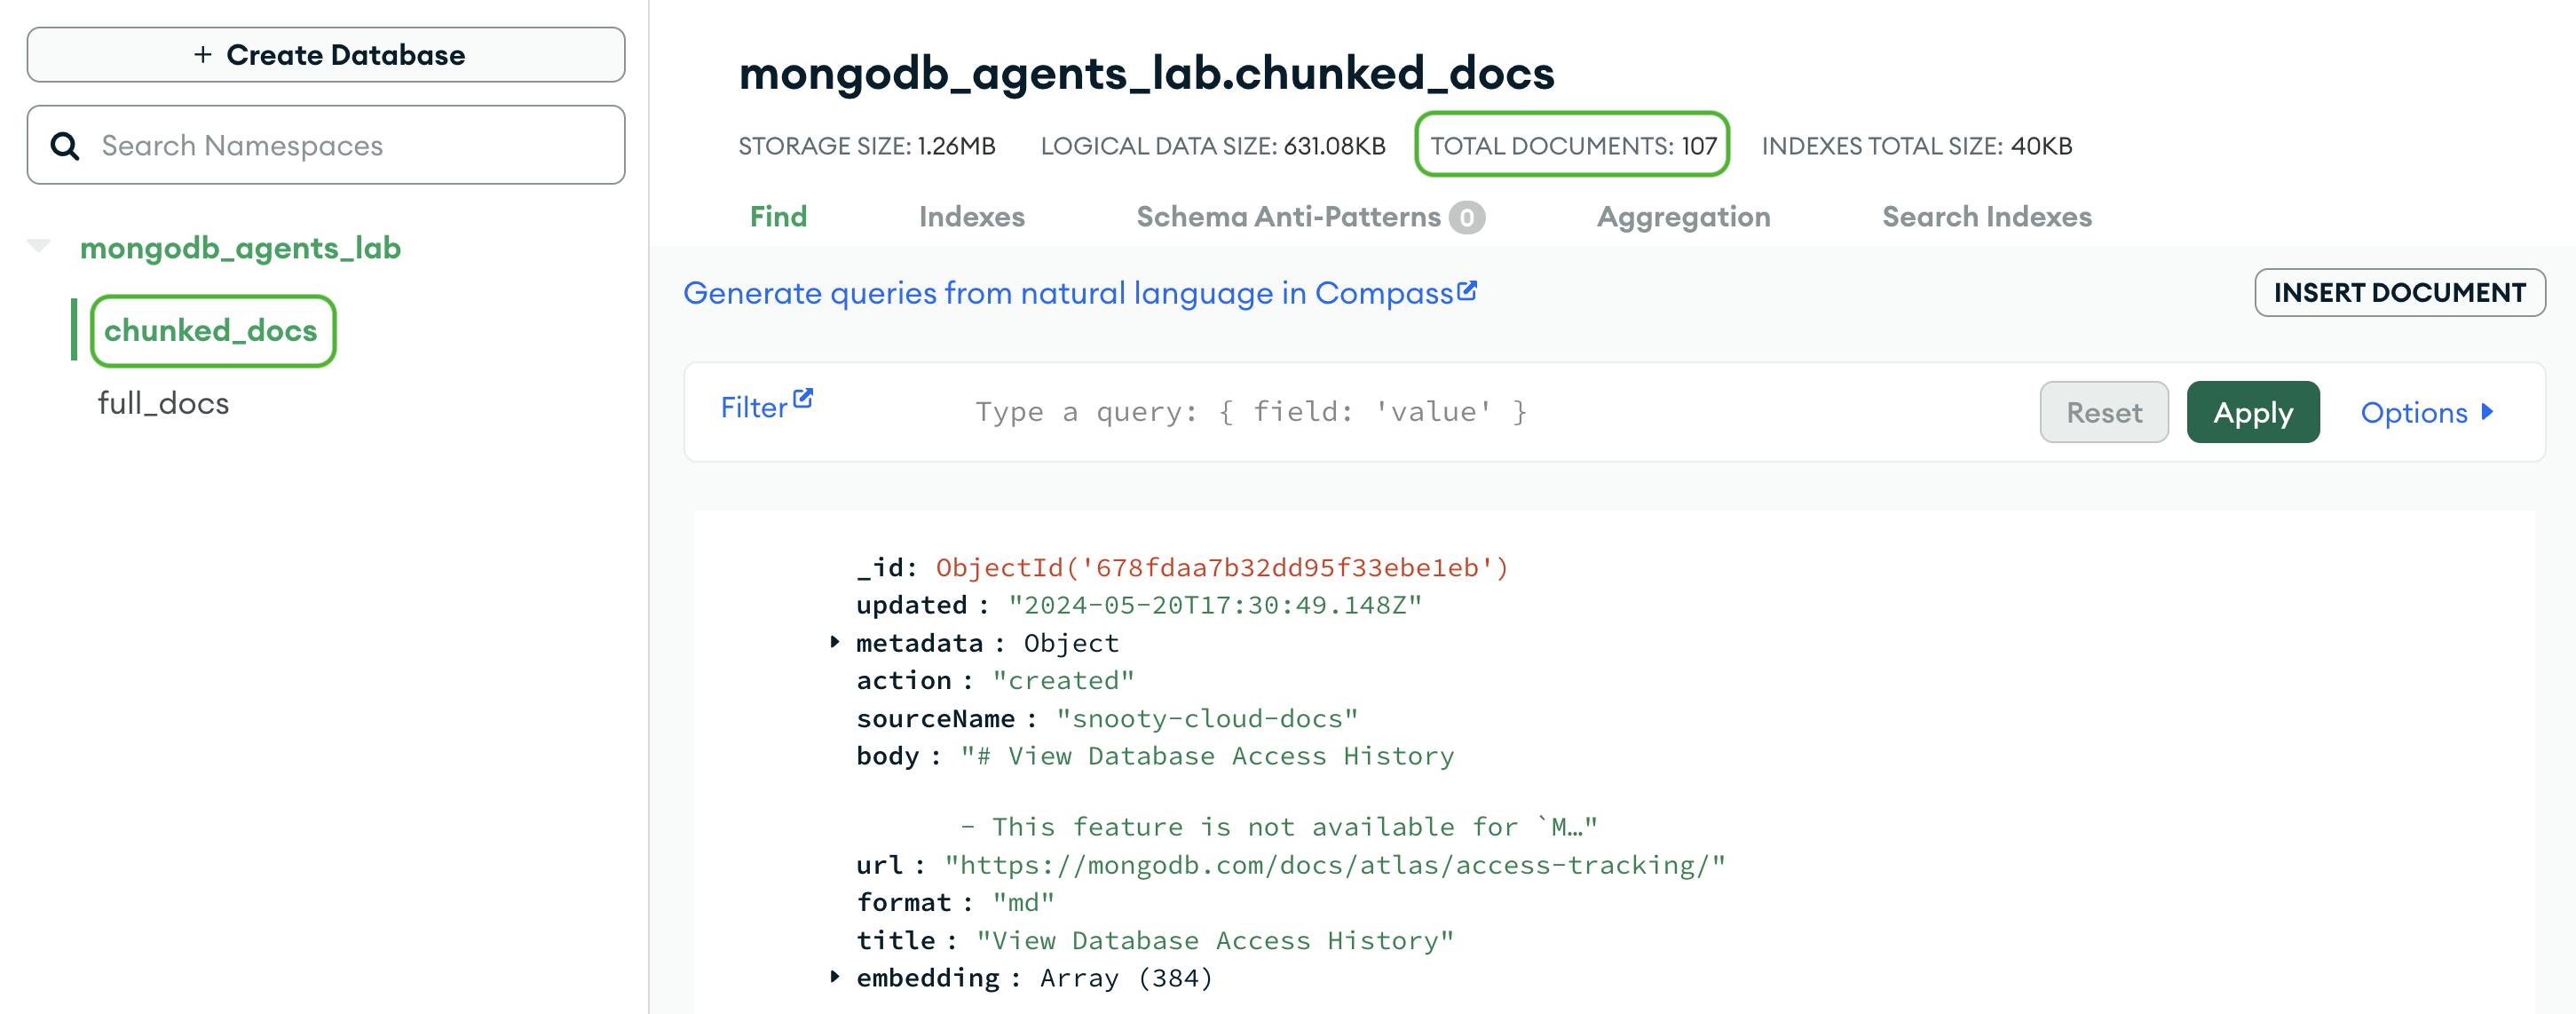 + Create Database
Search Namespaces
mongodb_agents_lab
chunked_docs
full_docs
mongodb_agents_lab.chunked_docs
STORAGE SIZE: 1.26MB LOGICAL DATA SIZE: 631.08KB TOTAL DOCUMENTS: 107 INDEXES TOTAL SIZE: 40KB
Find Indexes Schema Anti-Patterns 0 Aggregation Search Indexes
Generate queries from natural language in Compass
INSERT DOCUMENT
Filter Type a query: { field: 'value' } Reset Apply Options
_id: ObjectId('678fdaa7b32dd95f33ebe1eb')
updated : "2024-05-20T17:30:49.148Z"
metadata : Object
action : "created"
sourceName : "snooty-cloud-docs"
body : "# View Database Access History
- This feature is not available for `M…"
url : "https://mongodb.com/docs/atlas/access-tracking/"
format : "md"
title : "View Database Access History"
embedding : Array (384)